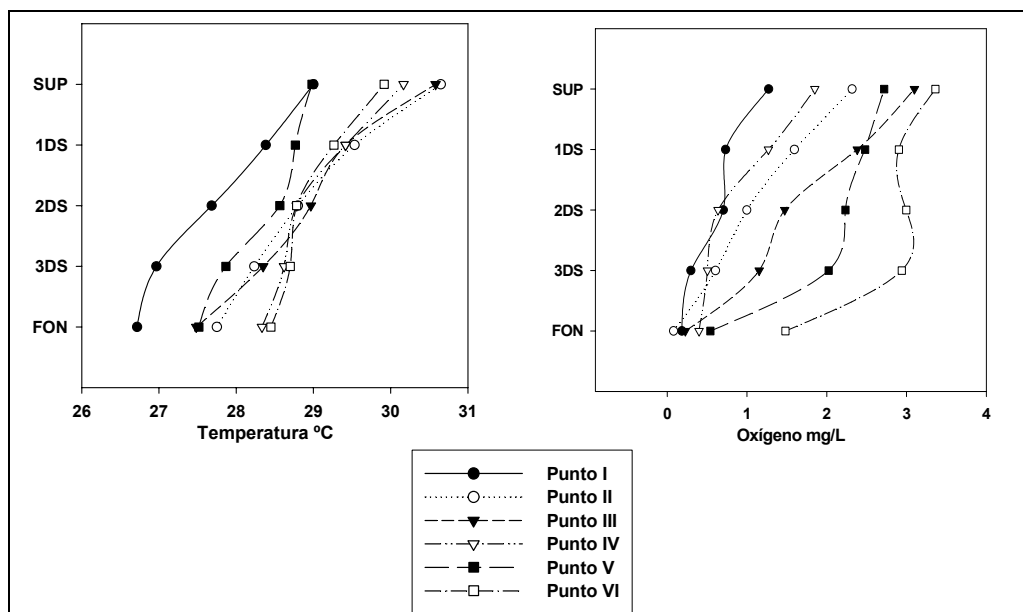 SUP
1DS
2DS
3DS
FON
26 27 28 29 30 31
Temperatura ºC
SUP
1DS
2DS
3DS
FON
0 1 2 3 4
Oxígeno mg/L
Punto I
Punto II
Punto III
Punto IV
Punto V
Punto VI